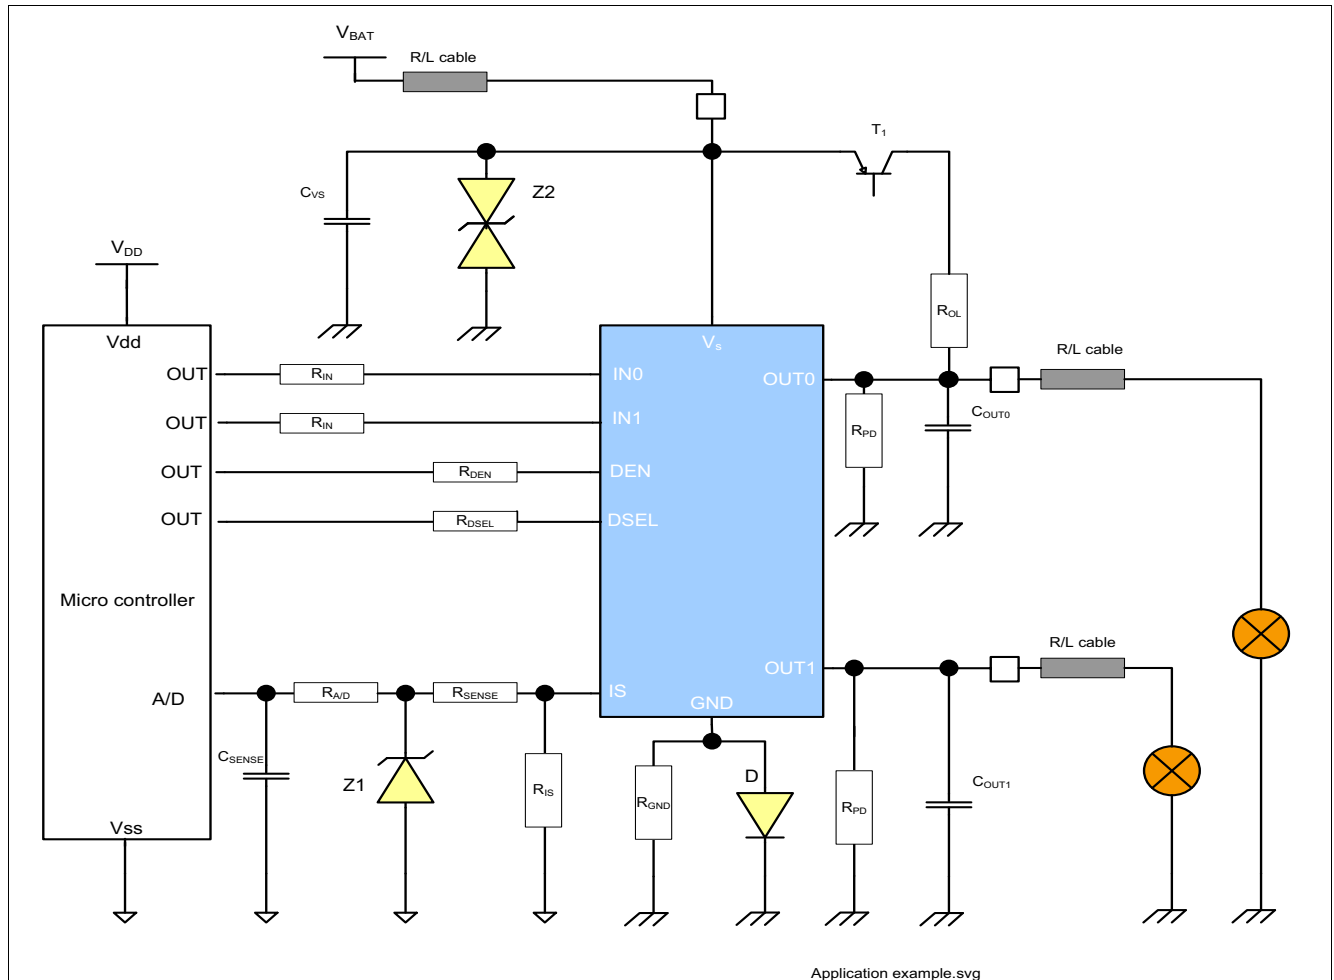 VBAT
R/L cable
T1
CVS
Z2
VDD
ROL
Vdd
Vs
R/L cable
OUT
RIN
IN0
OUT0
COUT0
OUT
RIN
IN1
RPD
OUT
RDEN
DEN
OUT
RDSEL
DSEL
Micro controller
R/L cable
OUT1
A/D
RA/D
RSENSE
IS
GND
CSENSE
Z1
RIS
D
RGND
RPD
COUT1
Vss
Application example.svg